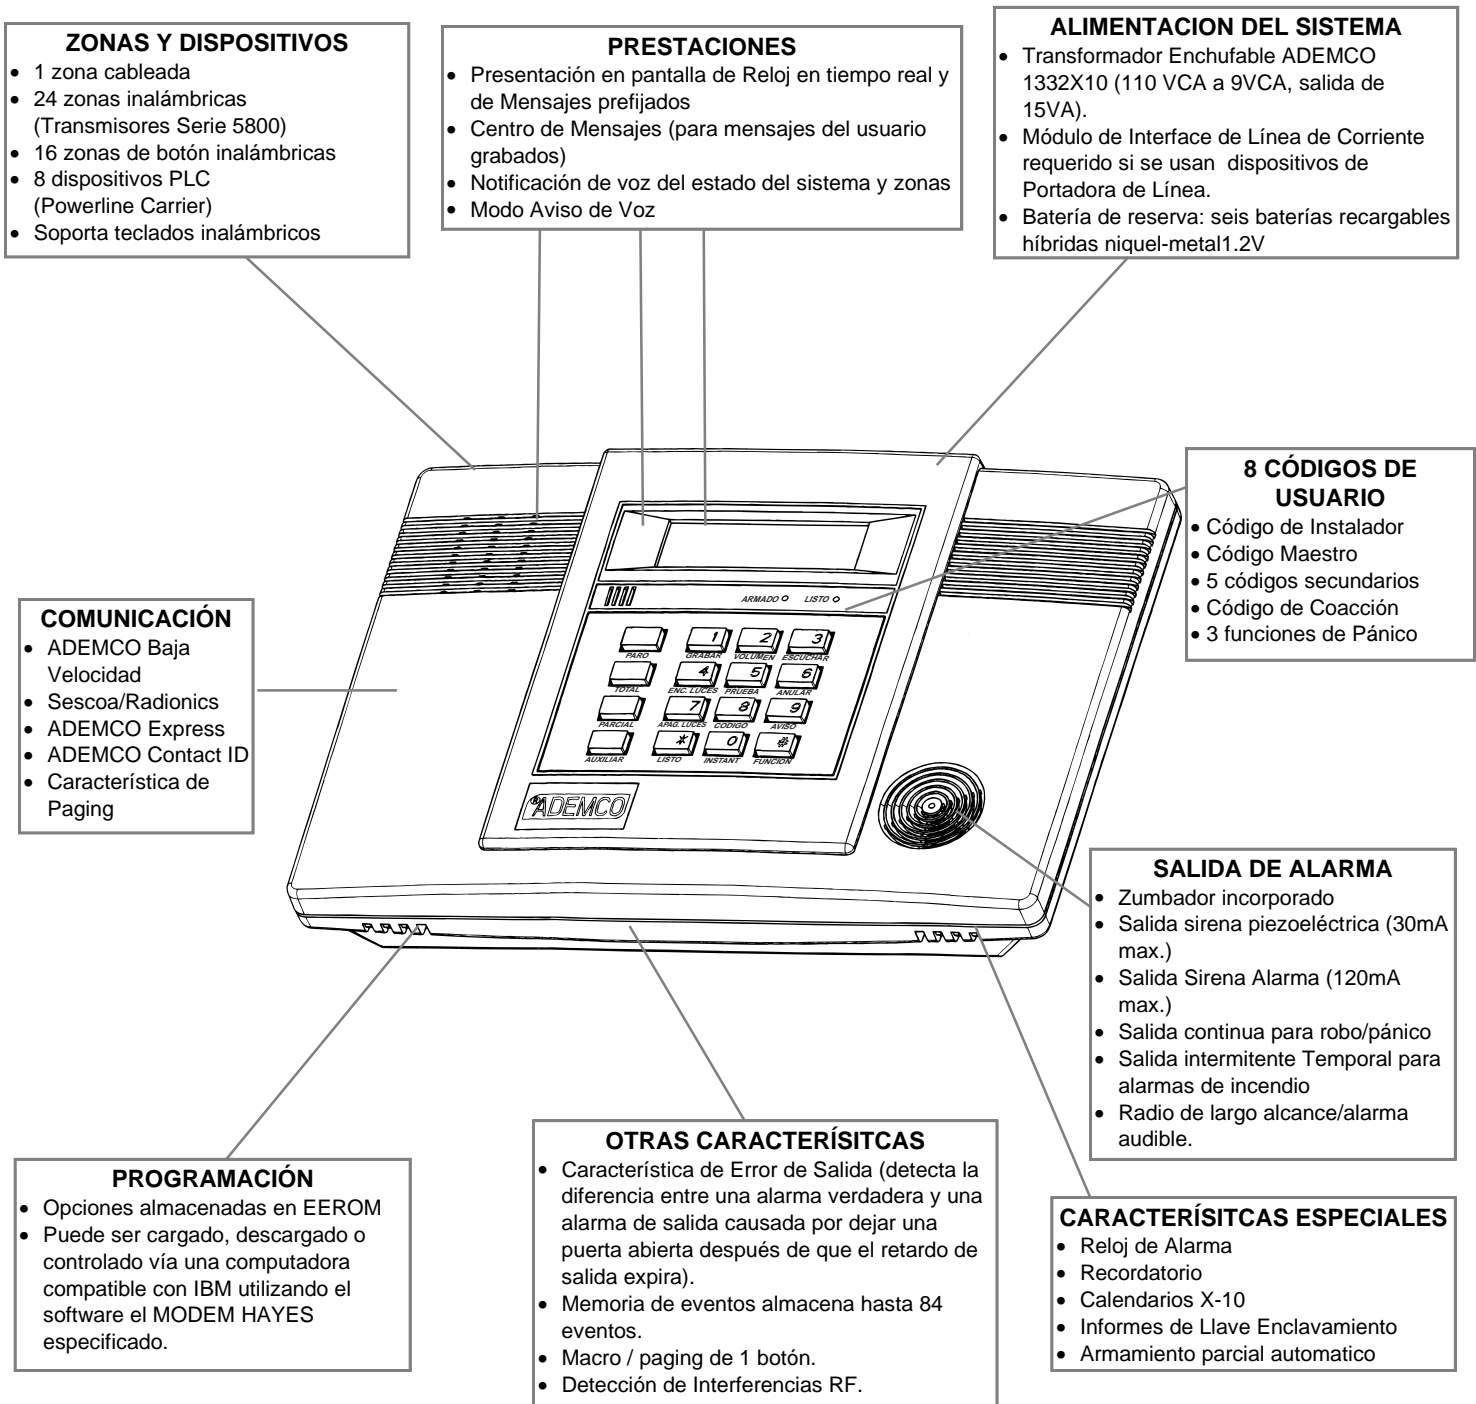 ZONAS Y DISPOSITIVOS
• 1 zona cableada
• 24 zonas inalámbricas
(Transmisores Serie 5800)
• 16 zonas de botón inalámbricas
• 8 dispositivos PLC
(Powerline Carrier)
• Soporta teclados inalámbricos
PRESTACIONES
• Presentación en pantalla de Reloj en tiempo real y
de Mensajes prefijados
• Centro de Mensajes (para mensajes del usuario
grabados)
• Notificación de voz del estado del sistema y zonas
• Modo Aviso de Voz
ALIMENTACION DEL SISTEMA
• Transformador Enchufable ADEMCO
1332X10 (110 VCA a 9VCA, salida de
15VA).
• Módulo de Interface de Línea de Corriente
requerido si se usan dispositivos de
Portadora de Línea.
• Batería de reserva: seis baterías recargables
híbridas niquel-metal1.2V
8 CÓDIGOS DE
USUARIO
• Código de Instalador
• Código Maestro
• 5 códigos secundarios
• Código de Coacción
• 3 funciones de Pánico
COMUNICACIÓN
• ADEMCO Baja
Velocidad
• Sescoa/Radionics
• ADEMCO Express
• ADEMCO Contact ID
• Característica de
Paging
ARMADO LISTO
1 2 3
PARO GRABAR VOLUMEN ESCUCHAR
4 5 6
TOTAL ENC. LUCES PRUEBA ANULAR
7 8 9
PARCIAL APAG. LUCES CODIGO AVISO
* 0 #
AUXILIAR LISTO INSTANT FUNCION
®ADEMCO
SALIDA DE ALARMA
• Zumbador incorporado
• Salida sirena piezoeléctrica (30mA
max.)
• Salida Sirena Alarma (120mA
max.)
• Salida continua para robo/pánico
• Salida intermitente Temporal para
alarmas de incendio
• Radio de largo alcance/alarma
audible.
PROGRAMACIÓN
• Opciones almacenadas en EEROM
• Puede ser cargado, descargado o
controlado vía una computadora
compatible con IBM utilizando el
software el MODEM HAYES
especificado.
OTRAS CARACTERÍSITCAS
• Característica de Error de Salida (detecta la
diferencia entre una alarma verdadera y una
alarma de salida causada por dejar una
puerta abierta después de que el retardo de
salida expira).
• Memoria de eventos almacena hasta 84
eventos.
• Macro / paging de 1 botón.
• Detección de Interferencias RF.
CARACTERÍSITCAS ESPECIALES
• Reloj de Alarma
• Recordatorio
• Calendarios X-10
• Informes de Llave Enclavamiento
• Armamiento parcial automatico